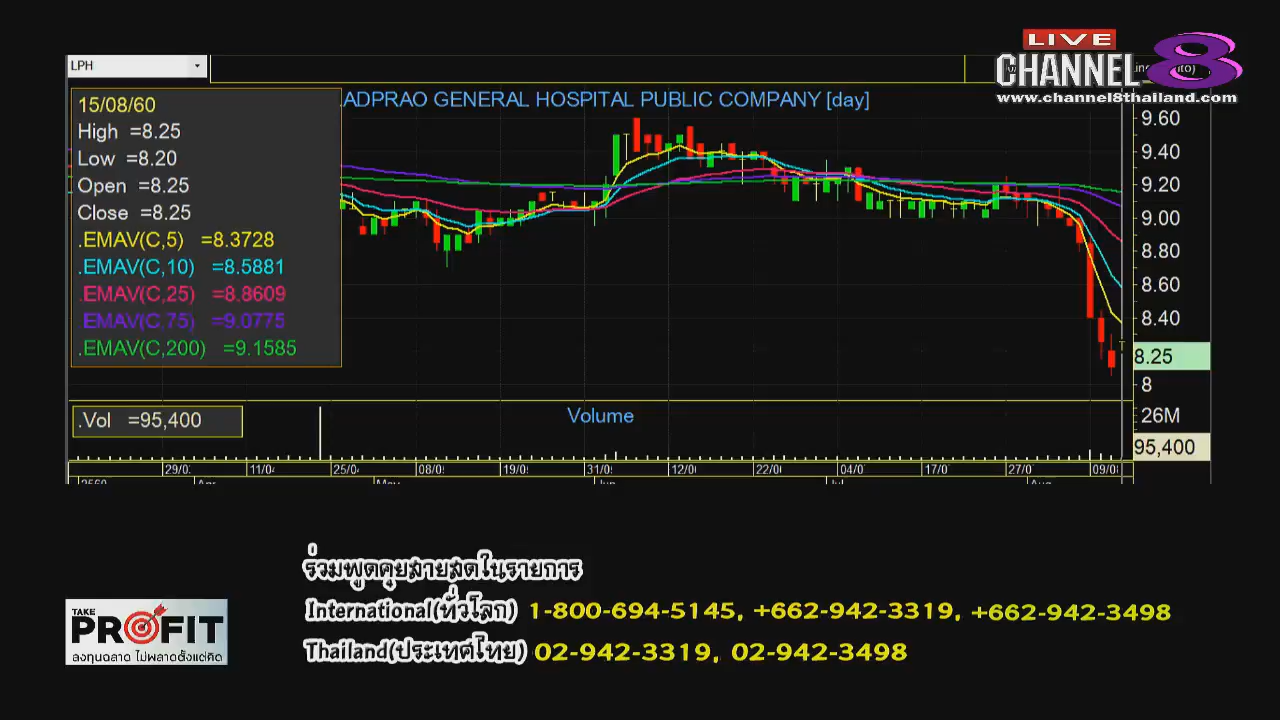 LPH
LIVE
CHANNEL 8
www.channel8thailand.com
ADPRAO GENERAL HOSPITAL PUBLIC COMPANY [day]
15/08/60
High =8.25
Low =8.20
Open =8.25
Close =8.25
.EMAV(C,5) =8.3728
.EMAV(C,10) =8.5881
.EMAV(C,25) =8.8609
.EMAV(C,75) =9.0775
.EMAV(C,200) =9.1585
9.60
9.40
9.20
9.00
8.80
8.60
8.40
8.25
8
.Vol =95,400
Volume
26M
95,400
29/0 11/0 25/0 08/0 19/0 31/0 12/0 22/0 04/0 17/0 27/0 09/0
2560 Apr May Jun Jul Aug
ร่วมพูดคุยสายสดในรายการ
International(ทั่วโลก) 1-800-694-5145, +662-942-3319, +662-942-3498
Thailand(ประเทศไทย) 02-942-3319, 02-942-3498
TAKE
PROFIT
ลงทุนฉลาด ไม่พลาดตั้งแต่คิด